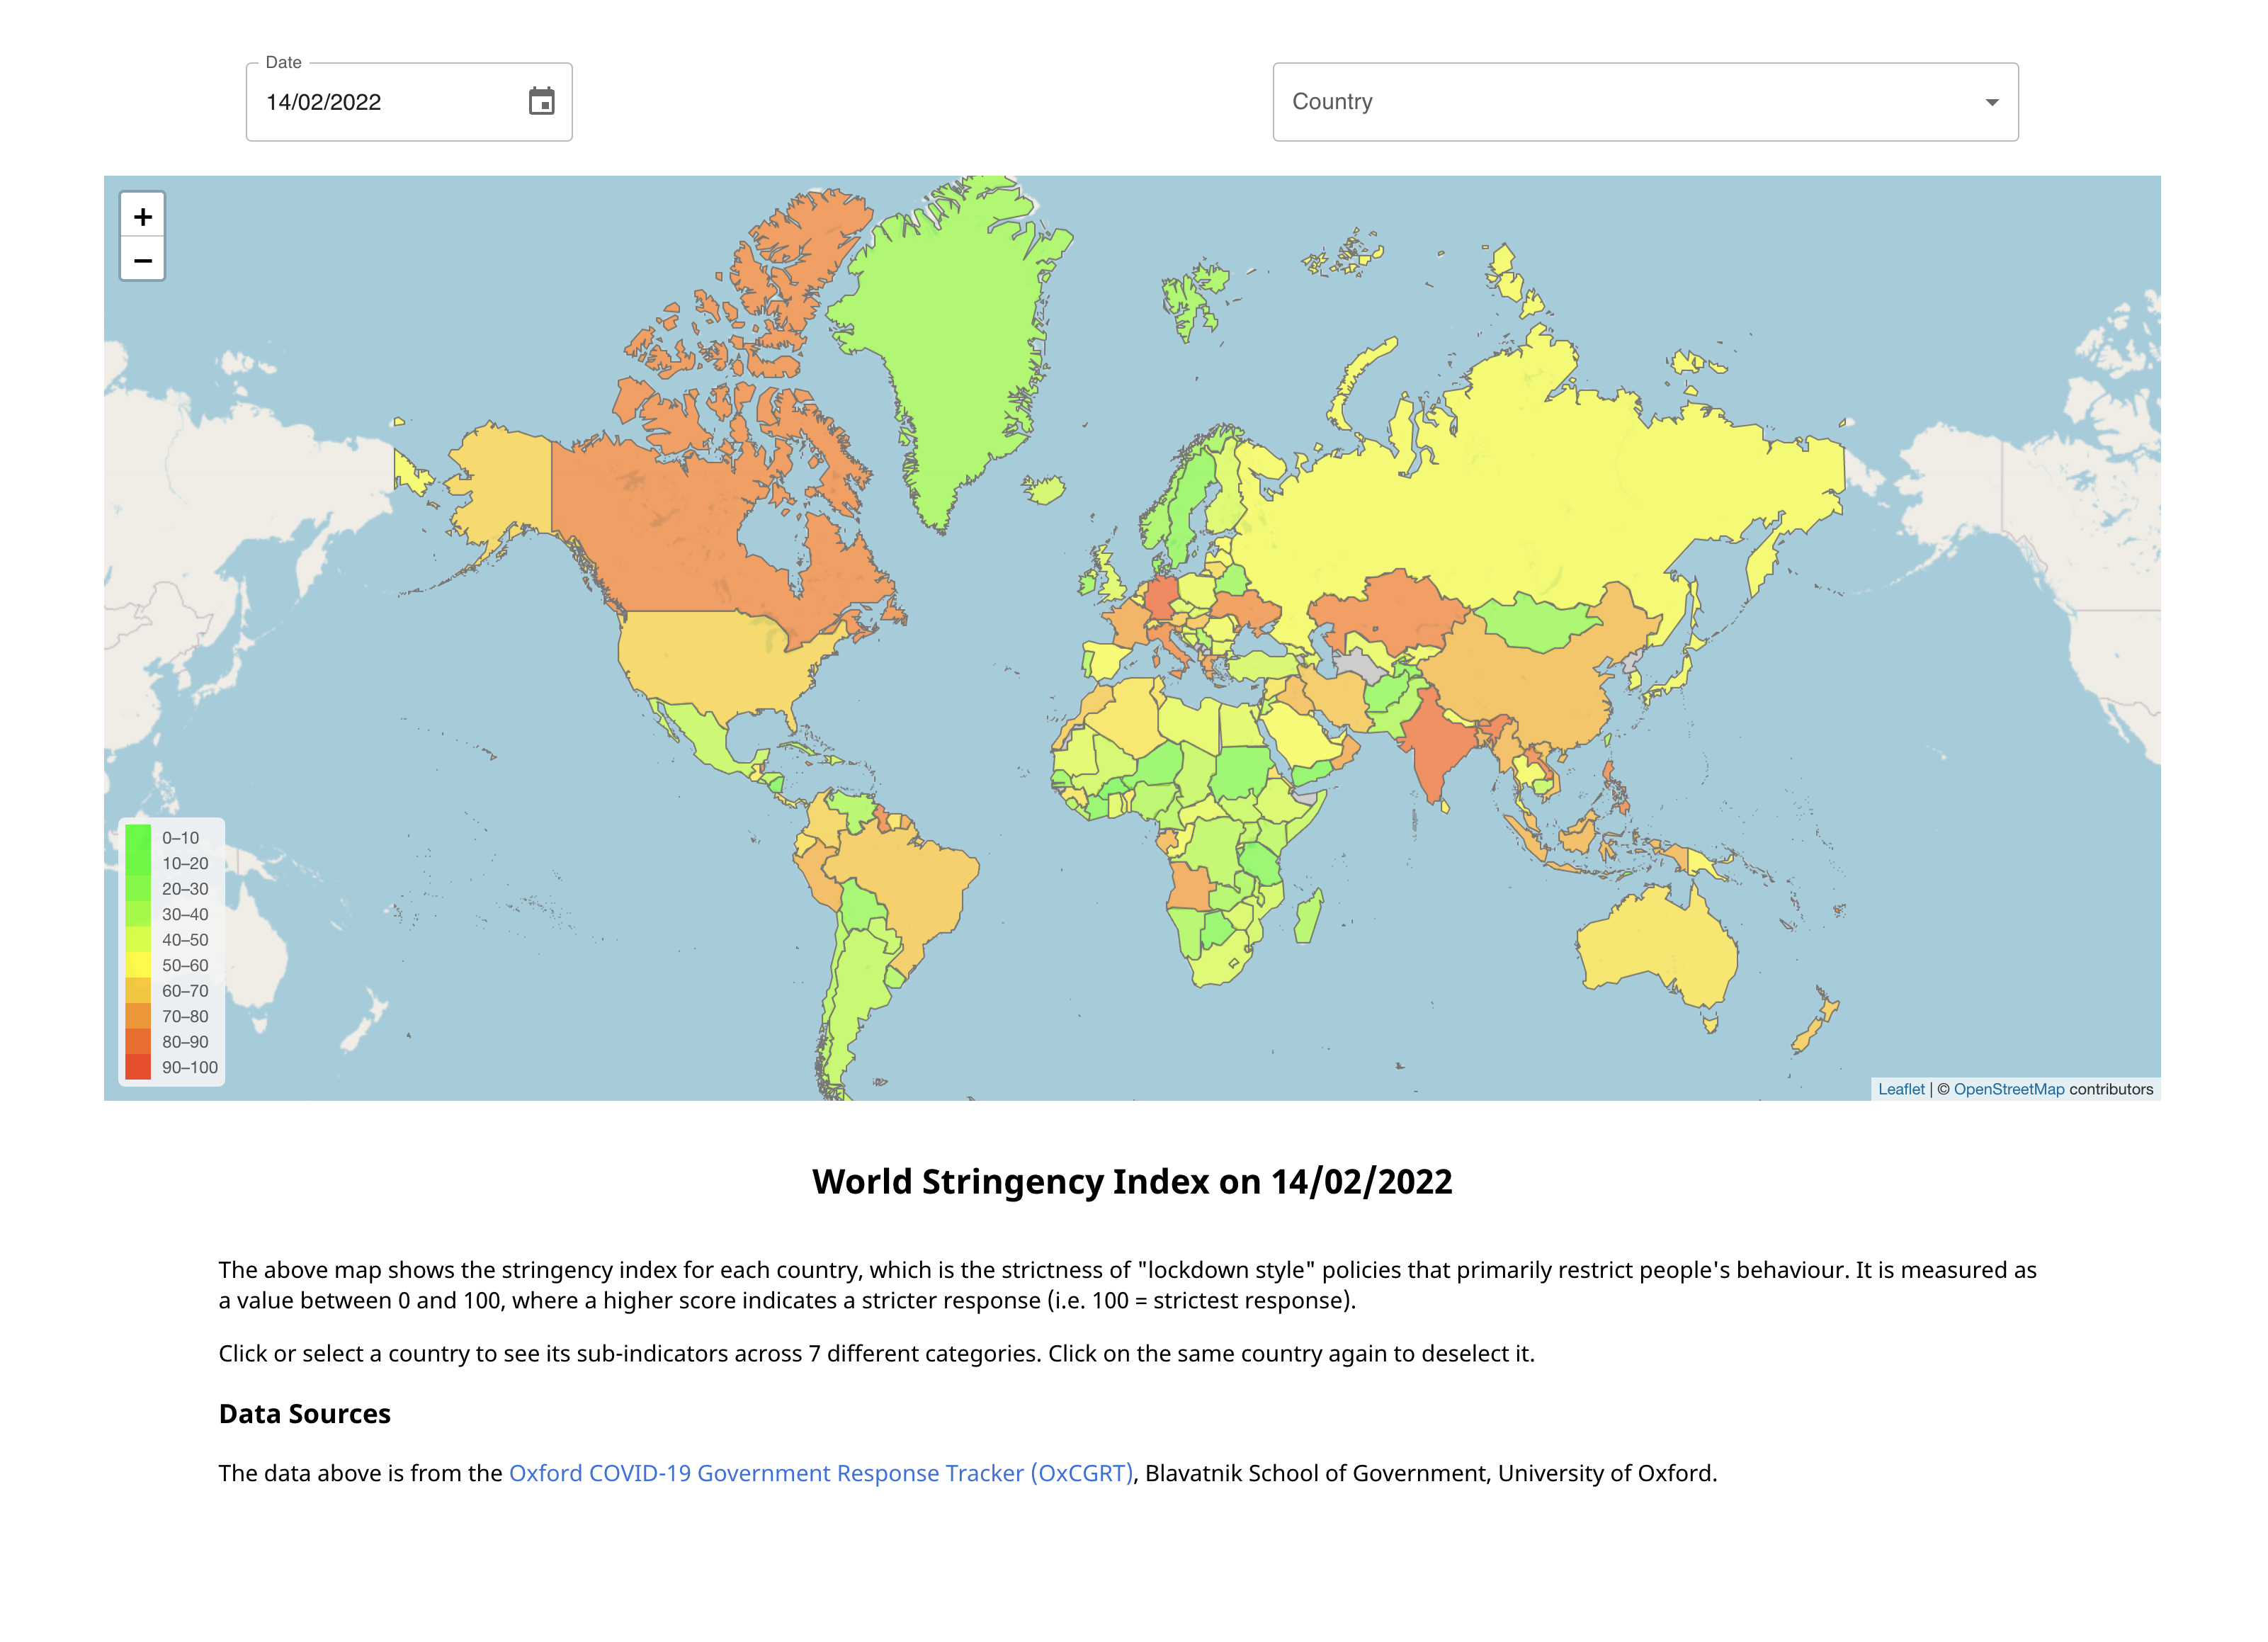 Date
14/02/2022
Country
+
−
0–10
10–20
20–30
30–40
40–50
50–60
60–70
70–80
80–90
90–100
Leaflet | © OpenStreetMap contributors
World Stringency Index on 14/02/2022
The above map shows the stringency index for each country, which is the strictness of "lockdown style" policies that primarily restrict people's behaviour. It is measured as
a value between 0 and 100, where a higher score indicates a stricter response (i.e. 100 = strictest response).
Click or select a country to see its sub-indicators across 7 different categories. Click on the same country again to deselect it.
Data Sources
The data above is from the Oxford COVID-19 Government Response Tracker (OxCGRT), Blavatnik School of Government, University of Oxford.